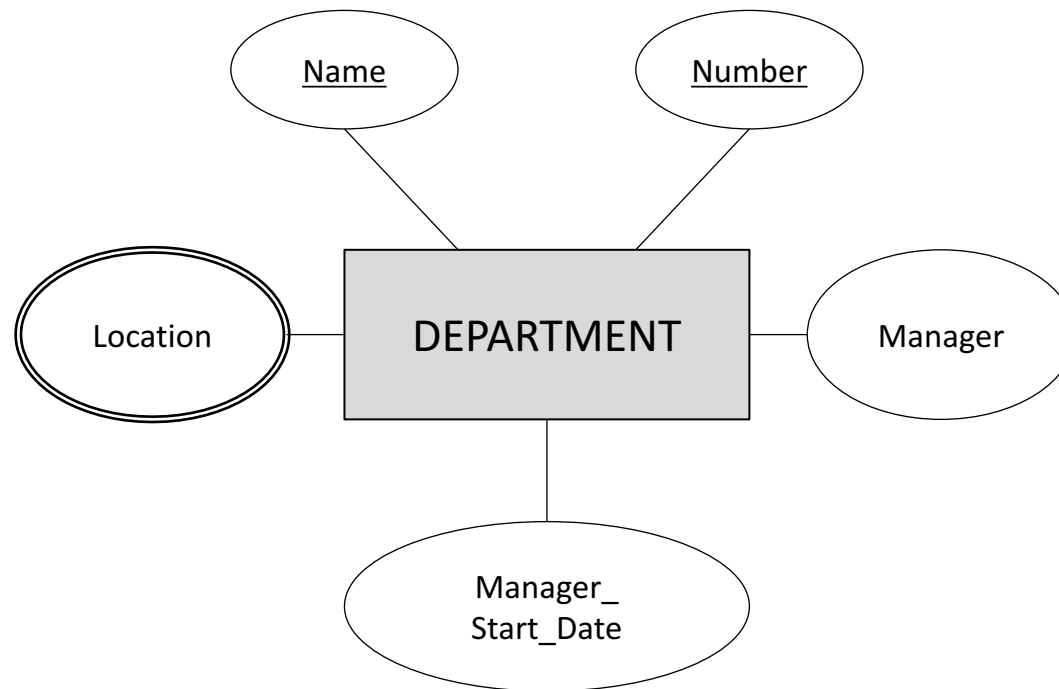 Name
Number
Location
DEPARTMENT
Manager
Manager_
Start_Date